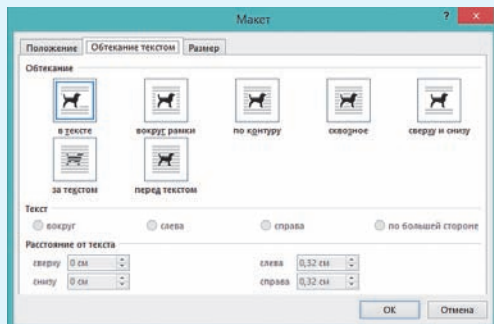 Макет
?
Положение Обтекание текстом Размер
Обтекание
в тексте вокруг рамки по контуру сквозное сверху и снизу
за текстом перед текстом
Текст
вокруг слева справа по большей стороне
Расстояние от текста
сверху 0 см слева 0,32 см
снизу 0 см справа 0,32 см
ОК Отмена